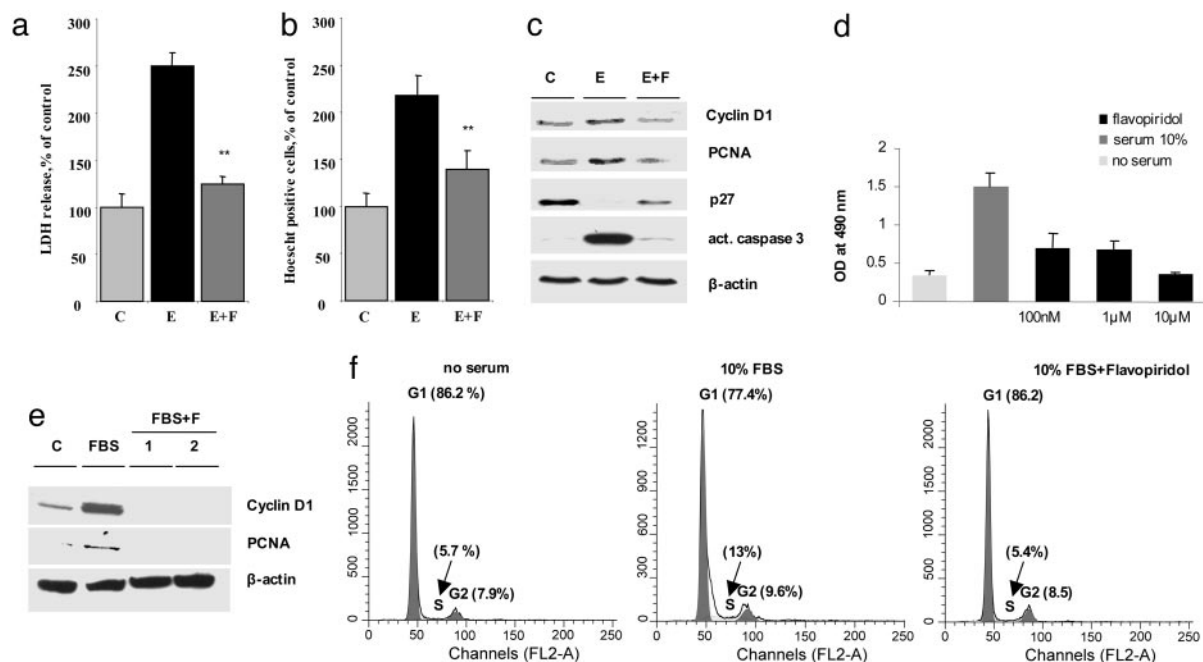 a
LDH release,% of control
300
250
200
150
100
50
0
**
C E E+F
b
Hoescht positive cells,% of control
300
250
200
150
100
50
0
**
C E E+F
c
C E E+F
Cyclin D1
PCNA
p27
act. caspase 3
β-actin
d
flavopiridol
serum 10%
no serum
OD at 490 nm
2
1.5
1
0.5
0
100nM 1µM 10µM
e
FBS+F
C FBS 1 2
Cyclin D1
PCNA
β-actin
f
no serum
G1 (86.2 %)
2000
1500
1000
500
0
(5.7 %)
S G2 (7.9%)
0 50 100 150 200 250
Channels (FL2-A)
10% FBS
G1 (77.4%)
1200
900
600
300
0
(13%)
S G2 (9.6%)
0 50 100 150 200 250
Channels (FL2-A)
10% FBS+Flavopiridol
G1 (86.2)
2500
2000
1500
1000
500
0
(5.4%)
S G2 (8.5)
0 50 100 150 200 250
Channels (FL2-A)